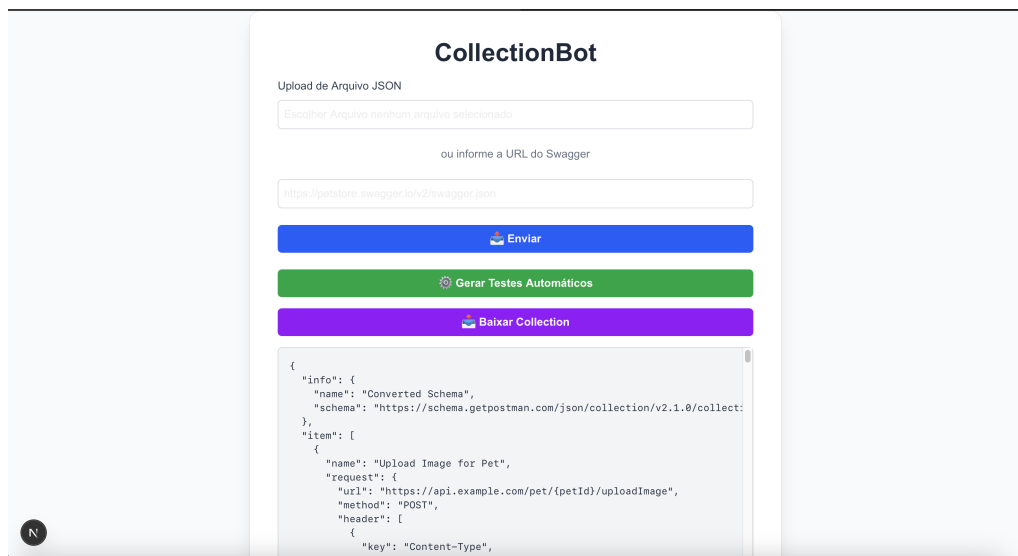 CollectionBot
Upload de Arquivo JSON
Escolher Arquivo nenhum arquivo selecionado
ou informe a URL do Swagger
https://petstore.swagger.io/v2/swagger.json
📤 Enviar
⚙️ Gerar Testes Automáticos
📥 Baixar Collection
{
  "info": {
    "name": "Converted Schema",
    "schema": "https://schema.getpostman.com/json/collection/v2.1.0/collecti
  },
  "item": [
    {
      "name": "Upload Image for Pet",
      "request": {
        "url": "https://api.example.com/pet/{petId}/uploadImage",
        "method": "POST",
        "header": [
          {
            "key": "Content-Type",
N